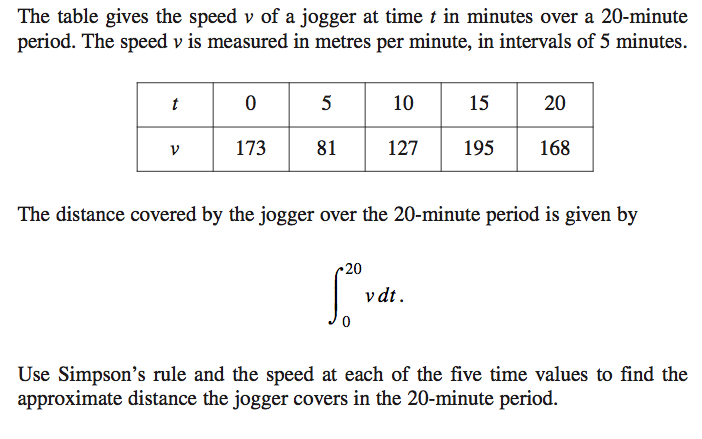 The table gives the speed v of a jogger at time t in minutes over a 20-minute
period. The speed v is measured in metres per minute, in intervals of 5 minutes.
t 0 5 10 15 20
v 173 81 127 195 168
The distance covered by the jogger over the 20-minute period is given by
∫₀²⁰ v dt.
Use Simpson's rule and the speed at each of the five time values to find the
approximate distance the jogger covers in the 20-minute period.